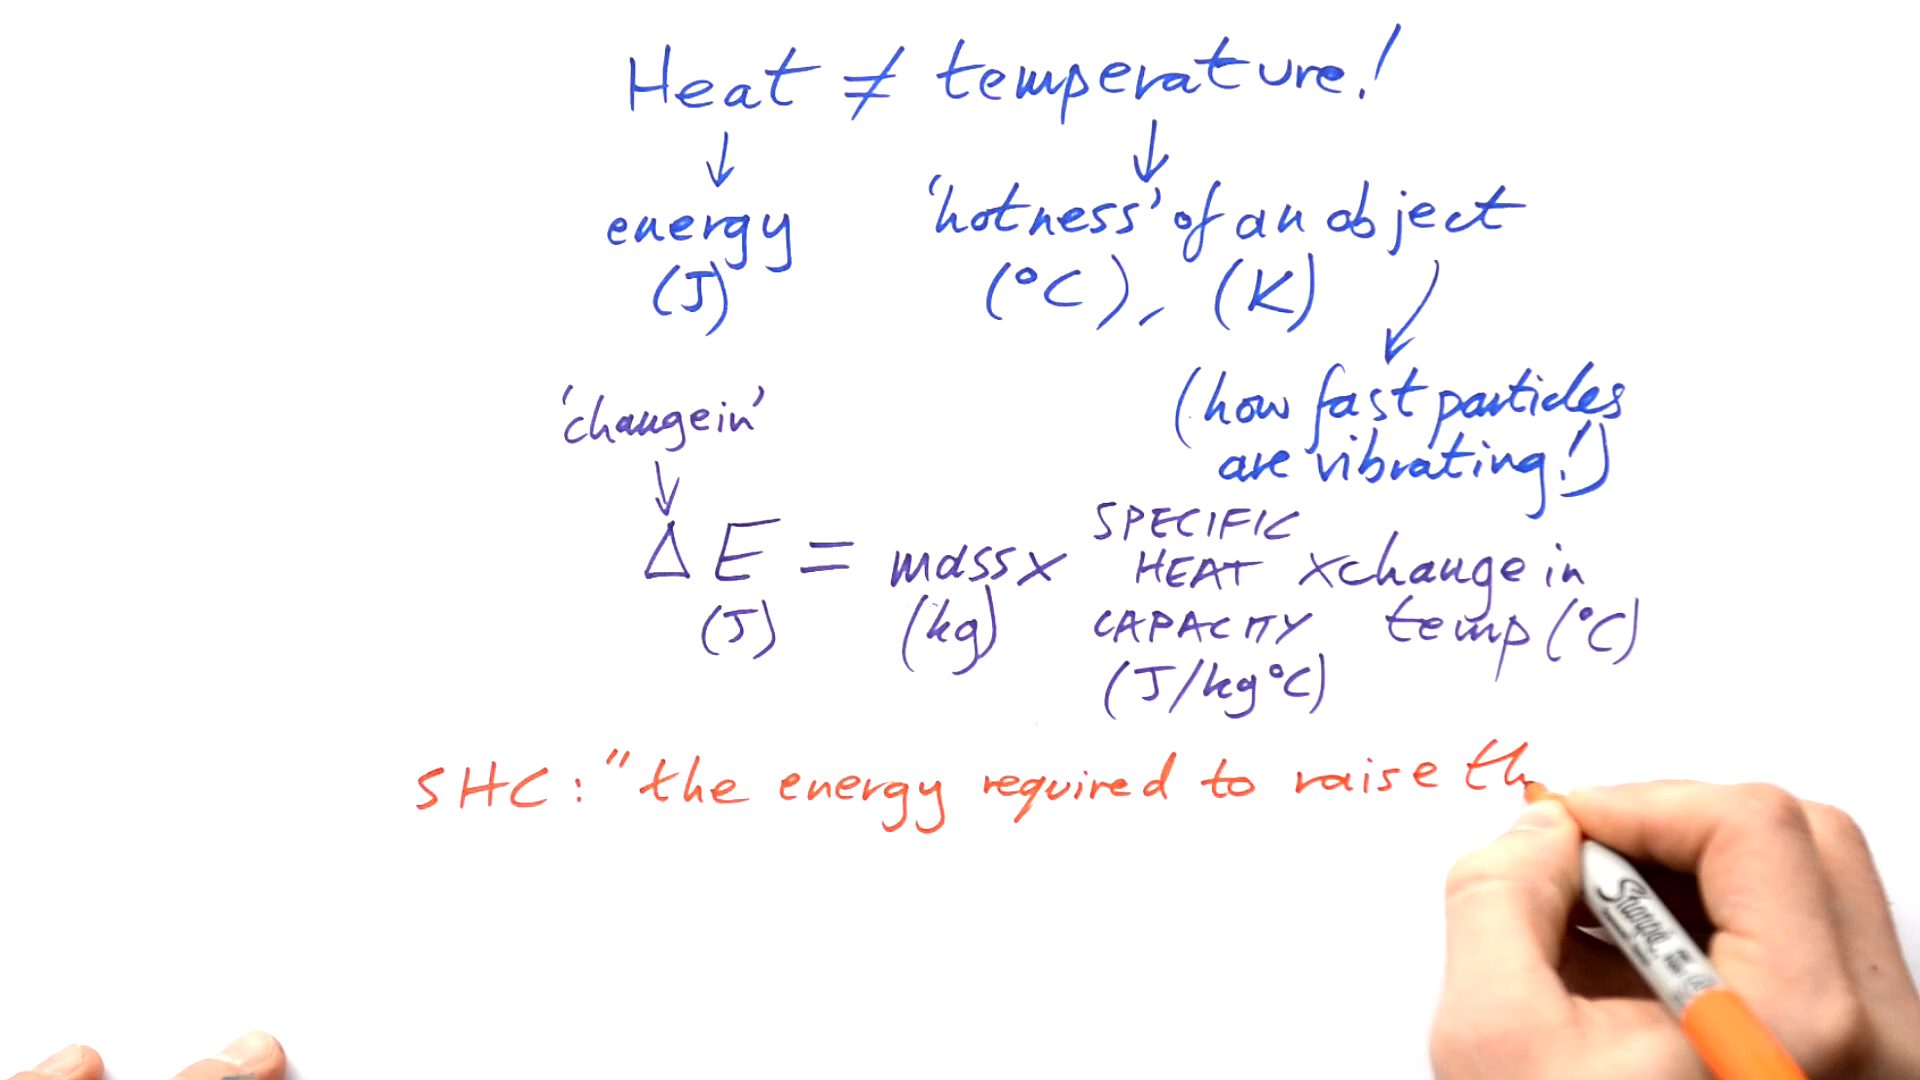 Heat ≠ temperature!
↓ ↓
energy 'hotness' of an object
(J) (°C), (K)
(how fast particles
are vibrating!)
'change in'
↓
ΔE = mass x SPECIFIC HEAT CAPACITY x change in temp (°C)
(J) (kg) (J/kg°C)
SHC: "the energy required to raise th
Sharpie